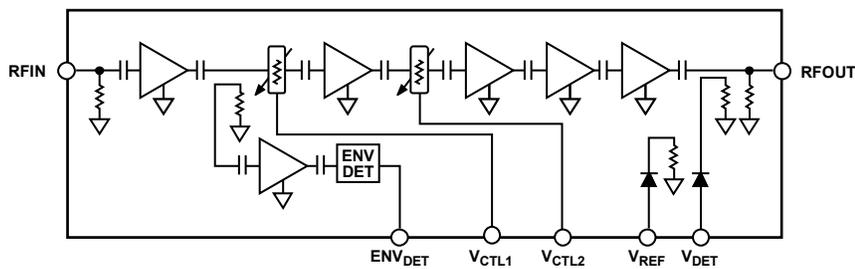 RFIN
RFOUT
ENV
DET
ENVDET
VCTL1
VCTL2
VREF
VDET